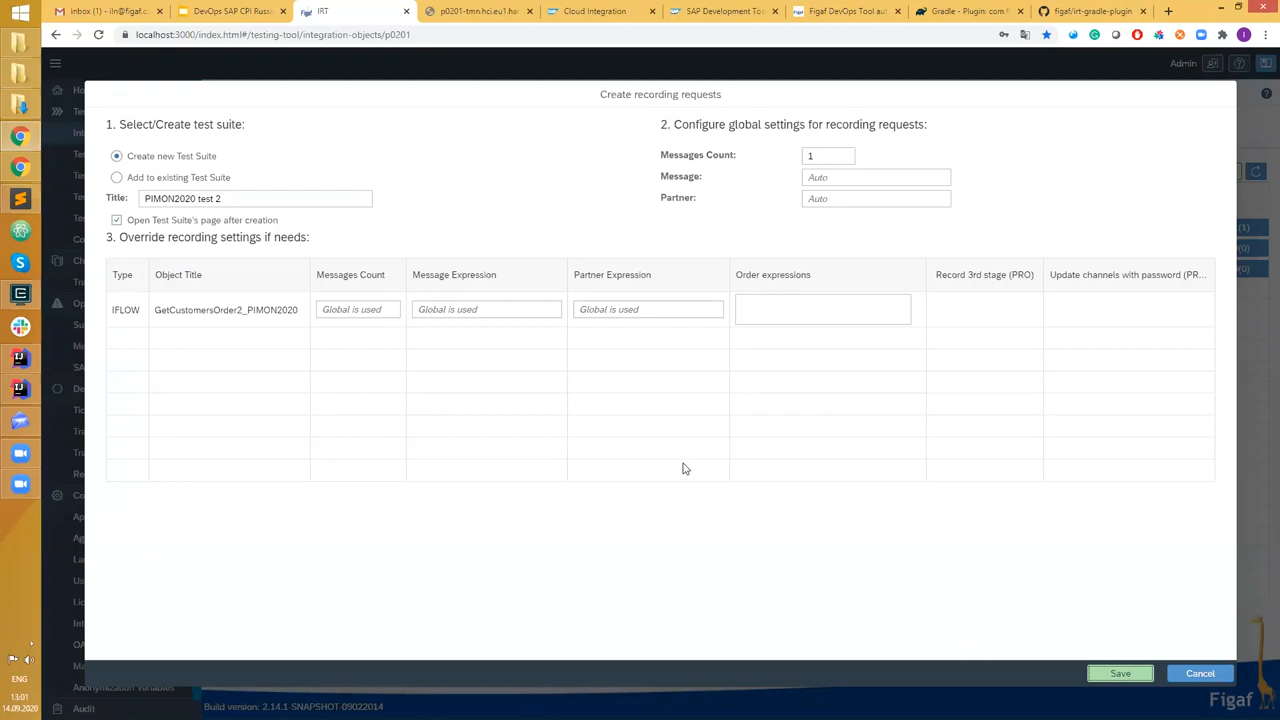 Inbox (1) - iln@figaf.c
DevOps SAP CPI Russi
IRT
p0201-tmn.hci.eu1.har
Cloud Integration
SAP Development To
Figaf DevOps Tool aut
Gradle - Plugin: com.f
figaf/irt-gradle-plugin
localhost:3000/index.html#/testing-tool/integration-objects/p0201
Admin
Create recording requests
1. Select/Create test suite:
2. Configure global settings for recording requests:
Create new Test Suite
Messages Count:
1
Add to existing Test Suite
Message:
Auto
Title:
PIMON2020 test 2
Partner:
Auto
Open Test Suite's page after creation
3. Override recording settings if needs:
Type
Object Title
Messages Count
Message Expression
Partner Expression
Order expressions
Record 3rd stage (PRO)
Update channels with password (PR...
IFLOW
GetCustomersOrder2_PIMON2020
Global is used
Global is used
Global is used
Save
Cancel
Anonymization Variables
Audit
Build version: 2.14.1-SNAPSHOT-09022014
Figaf
ENG
13:01
14.09.2020